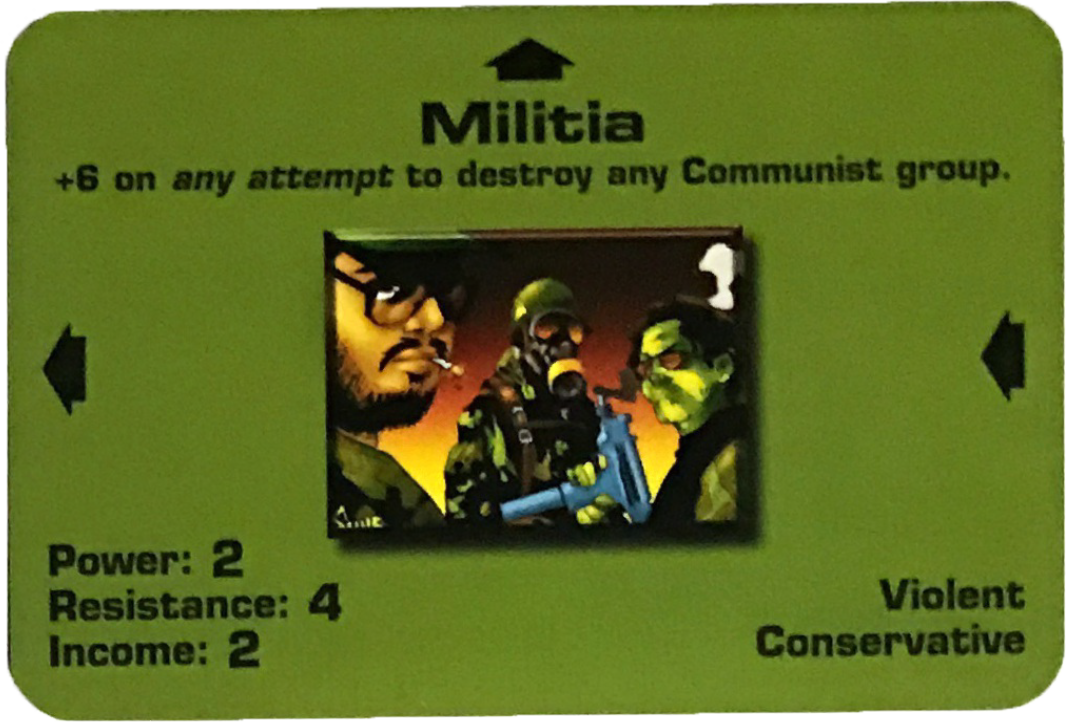 Militia
+6 on any attempt to destroy any Communist group.
Power: 2
Resistance: 4
Income: 2
Violent
Conservative